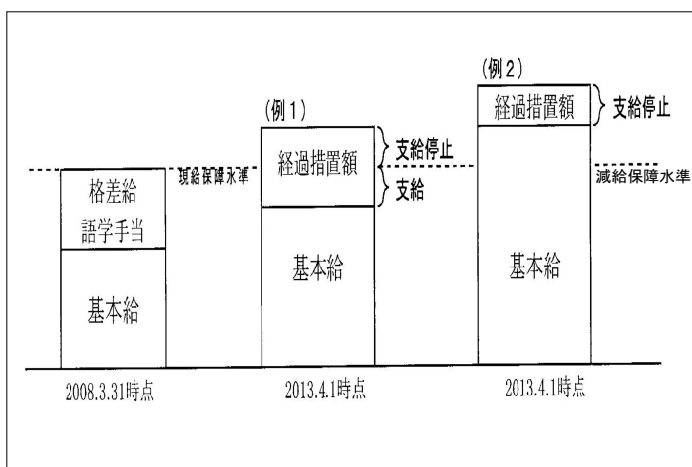 格差給
語学手当
基本給
2008.3.31時点
現給保障水準
(例1)
経過措置額
支給停止
支給
基本給
2013.4.1時点
(例2)
経過措置額
支給停止
減給保障水準
基本給
2013.4.1時点